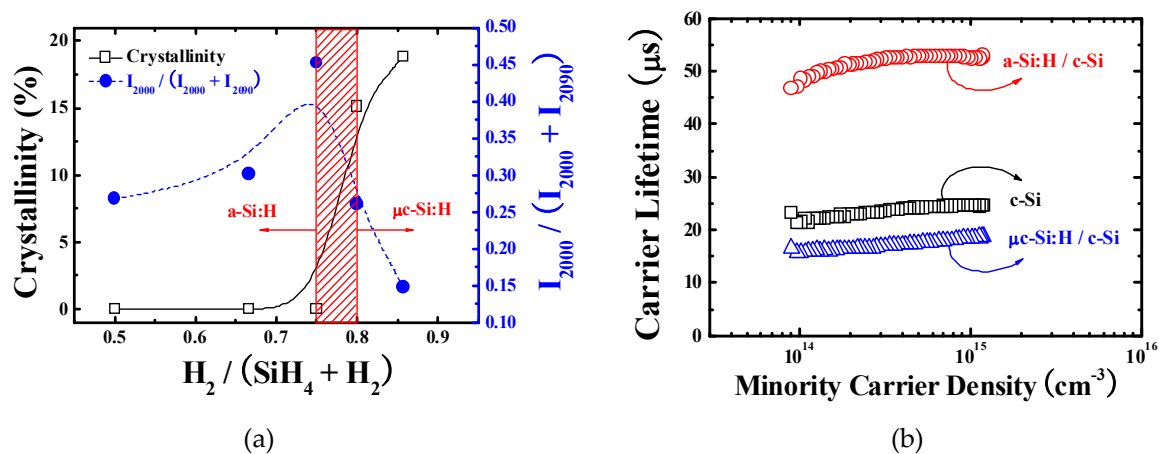 (a)
Crystallinity (%)
20
15
10
5
0
Crystallinity
I2000 / (I2000 + I2090)
a-Si:H
μc-Si:H
0.50
0.45
0.40
0.35
0.30
0.25
0.20
0.15
0.10
I2000 / (I2000 + I2090)
0.5 0.6 0.7 0.8 0.9
H2 / (SiH4 + H2)
(a)
(b)
Carrier Lifetime (μs)
60
50
40
30
20
10
0
a-Si:H / c-Si
c-Si
μc-Si:H / c-Si
10^14 10^15 10^16
Minority Carrier Density (cm^-3)
(b)